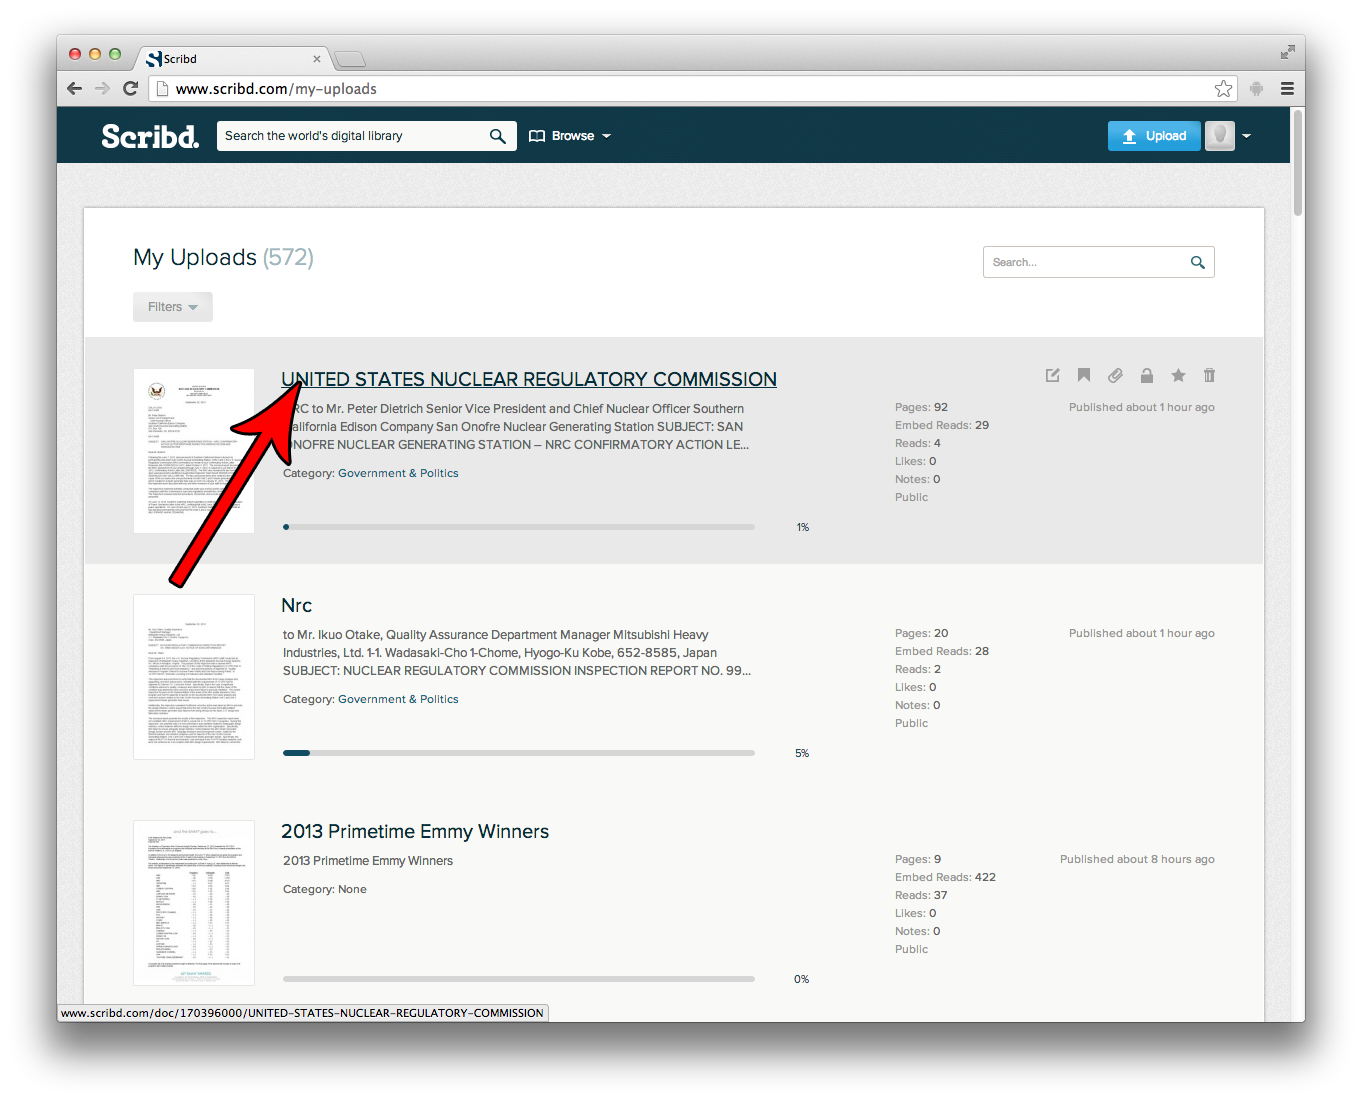 Scribd
www.scribd.com/my-uploads
Scribd.
Search the world's digital library
Browse
Upload
My Uploads (572)
Search...
Filters
UNITED STATES NUCLEAR REGULATORY COMMISSION
to Mr. Peter Dietrich Senior Vice President and Chief Nuclear Officer Southern
Edison Company San Onofre Nuclear Generating Station SUBJECT: SAN
NUCLEAR GENERATING STATION – NRC CONFIRMATORY ACTION LE...
Category: Government & Politics
1%
Pages: 92
Embed Reads: 29
Reads: 4
Likes: 0
Notes: 0
Public
Published about 1 hour ago
Nrc
to Mr. Ikuo Otake, Quality Assurance Department Manager Mitsubishi Heavy
Industries, Ltd. 1-1. Wadasaki-Cho 1-Chome, Hyogo-Ku Kobe, 652-8585, Japan
SUBJECT: NUCLEAR REGULATORY COMMISSION INSPECTION REPORT NO. 99...
Category: Government & Politics
5%
Pages: 20
Embed Reads: 28
Reads: 2
Likes: 0
Notes: 0
Public
Published about 1 hour ago
2013 Primetime Emmy Winners
2013 Primetime Emmy Winners
Category: None
0%
Pages: 9
Embed Reads: 422
Reads: 37
Likes: 0
Notes: 0
Public
Published about 8 hours ago
www.scribd.com/doc/170396000/UNITED-STATES-NUCLEAR-REGULATORY-COMMISSION